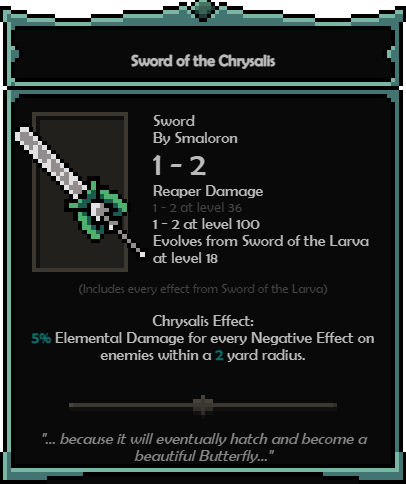 Sword of the Chrysalis
Sword
By Smaloron
1 - 2
Reaper Damage
1 - 2 at level 36
1 - 2 at level 100
Evolves from Sword of the Larva
at level 18
(Includes every effect from Sword of the Larva)
Chrysalis Effect:
5% Elemental Damage for every Negative Effect on
enemies within a 2 yard radius.
"... because it will eventually hatch and become a
beautiful Butterfly..."